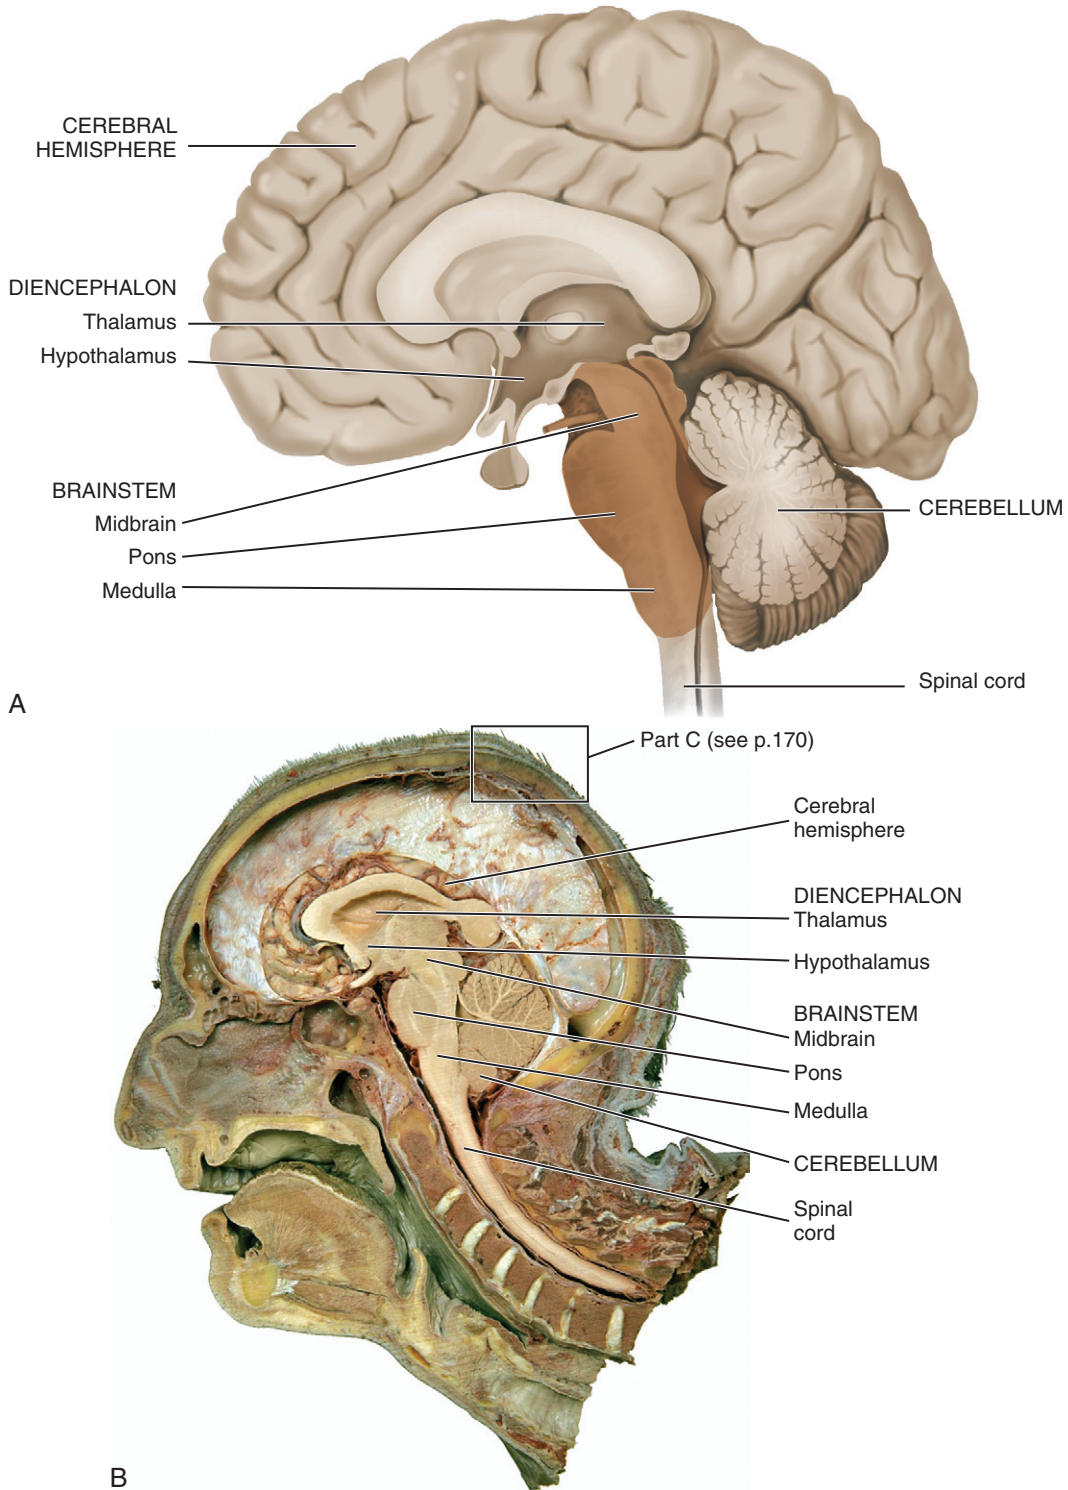 CEREBRAL
HEMISPHERE
DIENCEPHALON
Thalamus
Hypothalamus
BRAINSTEM
Midbrain
Pons
Medulla
CEREBELLUM
Spinal cord
A
Part C (see p.170)
Cerebral
hemisphere
DIENCEPHALON
Thalamus
Hypothalamus
BRAINSTEM
Midbrain
Pons
Medulla
CEREBELLUM
Spinal
cord
B